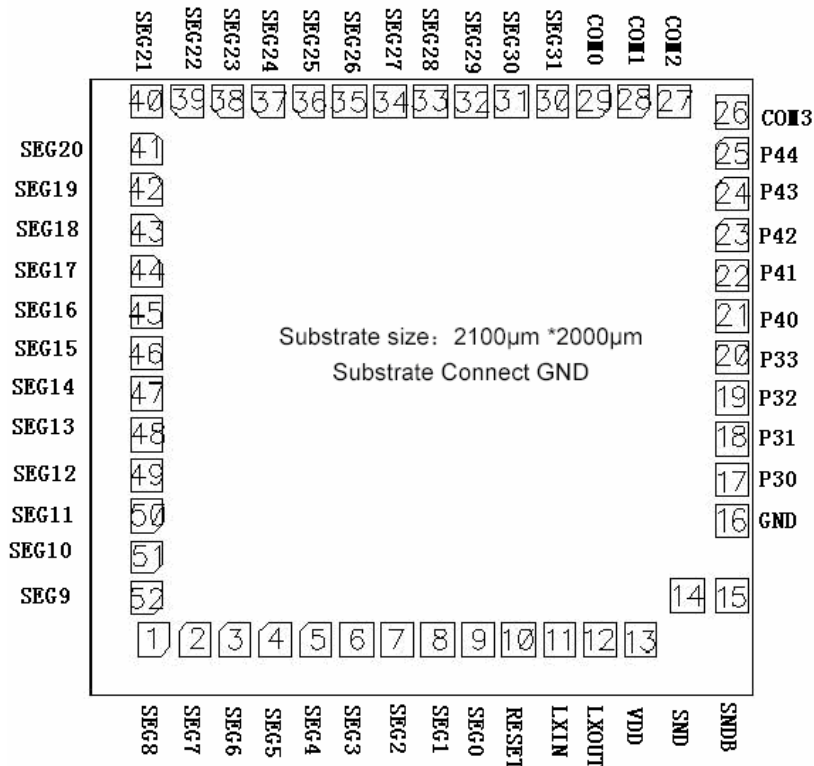 SEG21 SEG22 SEG23 SEG24 SEG25 SEG26 SEG27 SEG28 SEG29 SEG30 SEG31 COM0 COM1 COM2
40 39 38 37 36 35 34 33 32 31 30 29 28 27
26 COM3
SEG20 41 25 P44
SEG19 42 24 P43
SEG18 43 23 P42
SEG17 44 22 P41
SEG16 45 21 P40
Substrate size: 2100μm *2000μm
SEG15 46 20 P33
Substrate Connect GND
SEG14 47 19 P32
SEG13 48 18 P31
SEG12 49 17 P30
SEG11 50 16 GND
SEG10 51
SEG9 52 14 15
1 2 3 4 5 6 7 8 9 10 11 12 13
SEG8 SEG7 SEG6 SEG5 SEG4 SEG3 SEG2 SEG1 SEG0 RESET LXIN LXOUT VDD SND SNDB